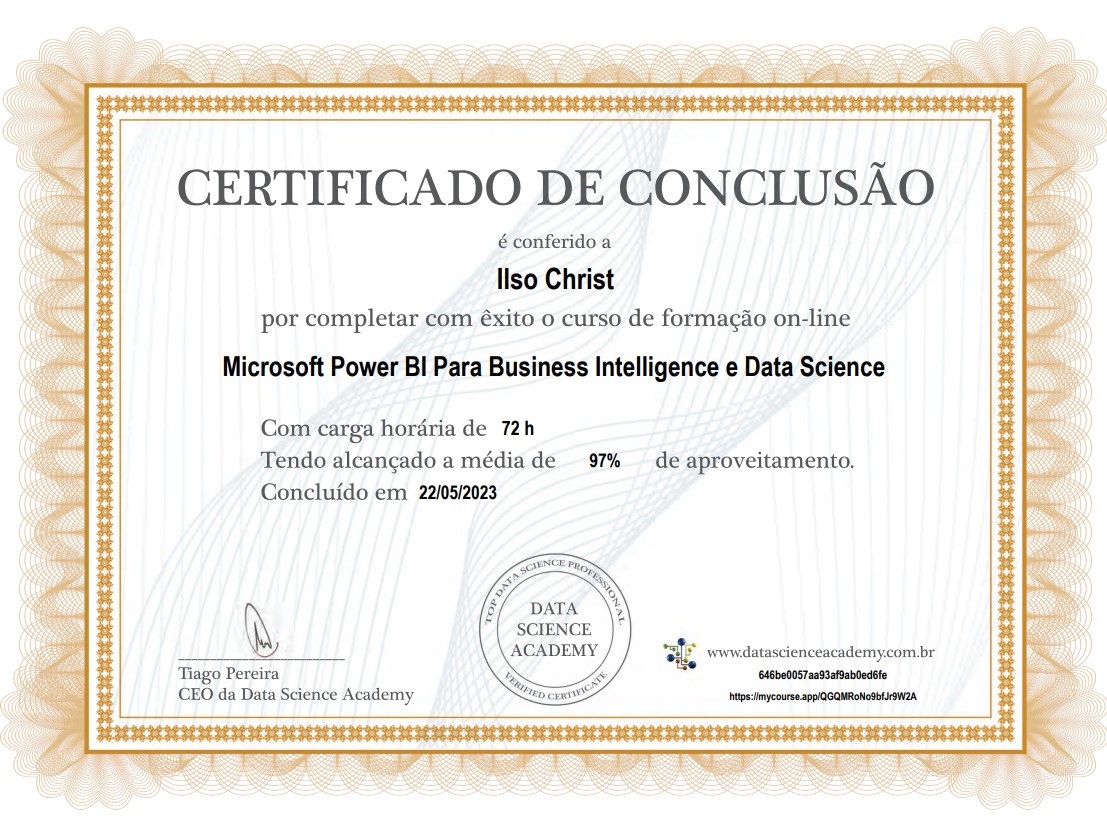 CERTIFICADO DE CONCLUSÃO
é conferido a
Ilso Christ
por completar com êxito o curso de formação on-line
Microsoft Power BI Para Business Intelligence e Data Science
Com carga horária de 72 h
Tendo alcançado a média de 97% de aproveitamento.
Concluído em 22/05/2023
TOP DATA SCIENCE PROFESSIONAL
DATA
SCIENCE
ACADEMY
VERIFIED CERTIFICATE
Tiago Pereira
CEO da Data Science Academy
www.datascienceacademy.com.br
646be0057aa93af9ab0ed6fe
https://mycourse.app/QGQMRoNo9bfJr9W2A